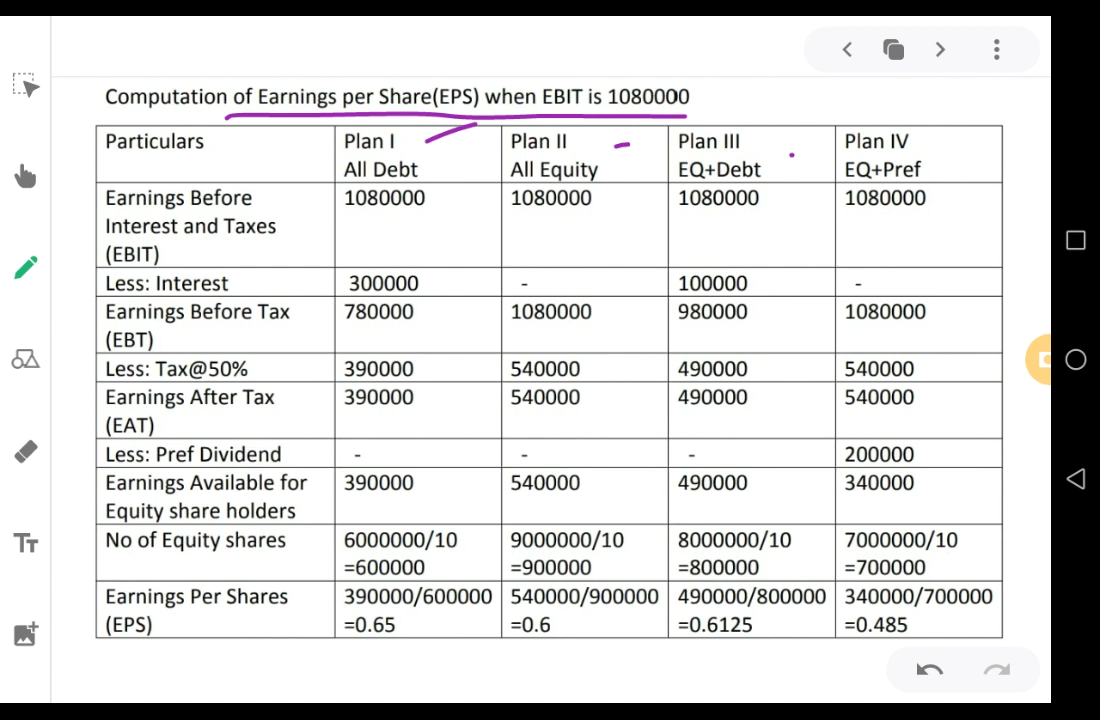 Computation of Earnings per Share(EPS) when EBIT is 1080000
Particulars Plan I Plan II Plan III Plan IV
All Debt All Equity EQ+Debt EQ+Pref
Earnings Before 1080000 1080000 1080000 1080000
Interest and Taxes
(EBIT)
Less: Interest 300000 - 100000 -
Earnings Before Tax 780000 1080000 980000 1080000
(EBT)
Less: Tax@50% 390000 540000 490000 540000
Earnings After Tax 390000 540000 490000 540000
(EAT)
Less: Pref Dividend - - - 200000
Earnings Available for 390000 540000 490000 340000
Equity share holders
No of Equity shares 6000000/10 9000000/10 8000000/10 7000000/10
=600000 =900000 =800000 =700000
Earnings Per Shares 390000/600000 540000/900000 490000/800000 340000/700000
(EPS) =0.65 =0.6 =0.6125 =0.485
TT